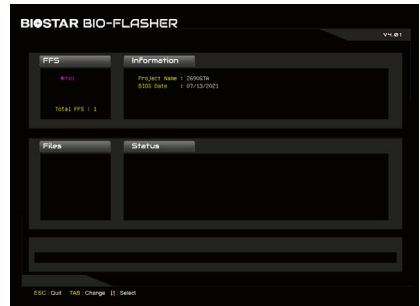 BIOSTAR BIO-FLASHER
V4.01
FFS
Information
Project Name : Z690GTA
BIOS Date : 07/13/2021
Total FFS : 1
Files
Status
ESC : Quit TAB : Change ↑↓ : Select